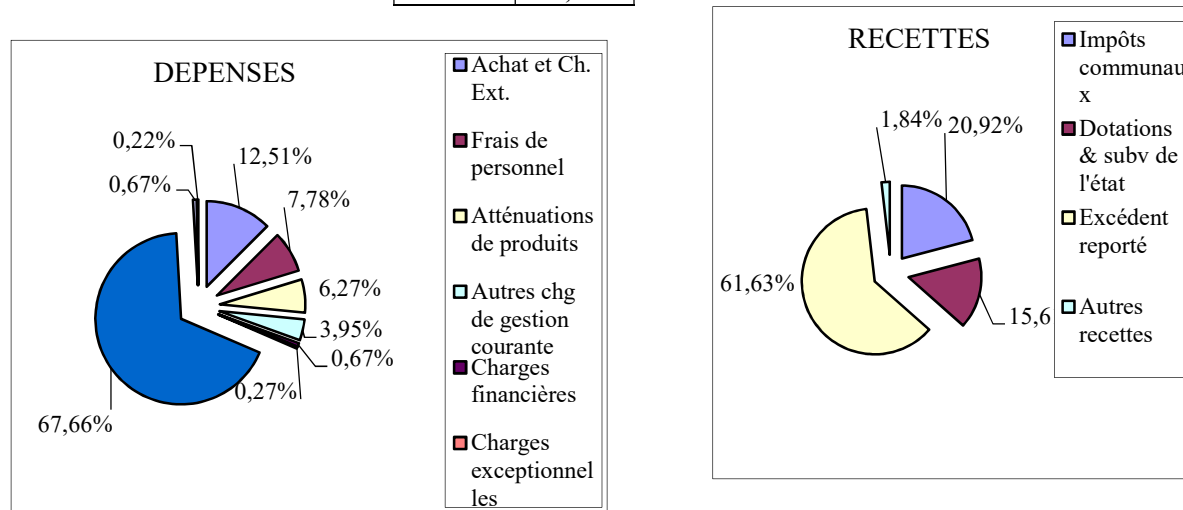 DEPENSES
0,22%
12,51%
0,67%
7,78%
6,27%
3,95%
0,67%
0,27%
67,66%
Achat et Ch.
Ext.
Frais de
personnel
Atténuations
de produits
Autres chg
de gestion
courante
Charges
financières
Charges
exceptionnel
les
RECETTES
1,84%
20,92%
61,63%
15,6
Impôts
communau
x
Dotations
& subv de
l'état
Excédent
reporté
Autres
recettes